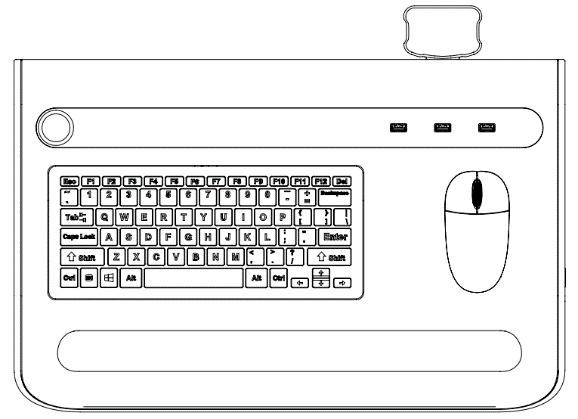 Esc F1 F2 F3 F4 F5 F6 F7 F8 F9 F10 F11 F12 Del
~ ` 1 2 3 4 5 6 7 8 9 0 - + = Backspace
Tab Q W E R T Y U I O P { [ } ] | \
Caps Lock A S D F G H J K L : ; " ' Enter
Shift Z X C V B N M < , > . ? / Shift
Ctrl Alt Alt Ctrl